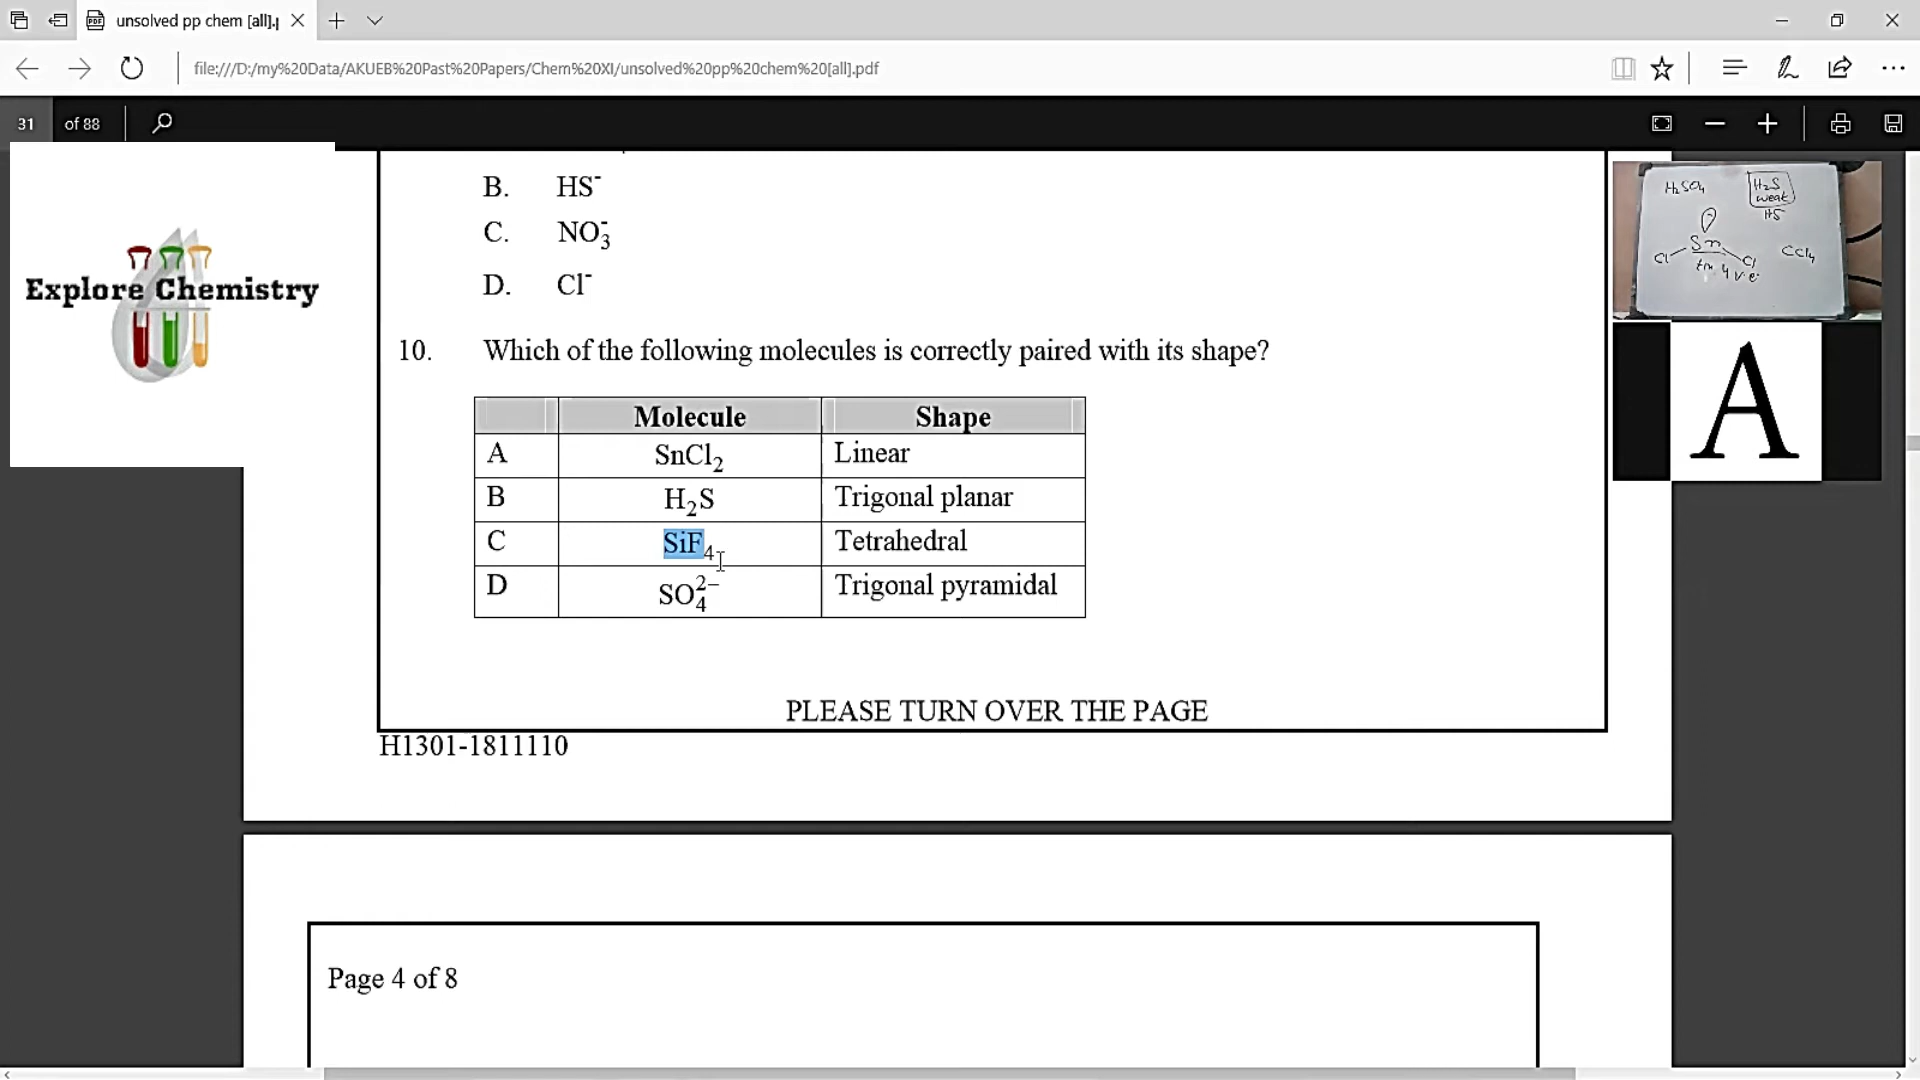 unsolved pp chem [all].p
file:///D:/my%20Data/AKUEB%20Past%20Papers/Chem%20XI/unsolved%20pp%20chem%20[all].pdf
31 of 88
Explore Chemistry
B. HS⁻
C. NO₃⁻
D. Cl⁻
10. Which of the following molecules is correctly paired with its shape?
Molecule Shape
A SnCl₂ Linear
B H₂S Trigonal planar
C SiF₄ Tetrahedral
D SO₄²⁻ Trigonal pyramidal
PLEASE TURN OVER THE PAGE
H1301-1811110
Page 4 of 8
H₂SO₄ H₂S
weak
HS
Sn
Cl Cl CCl₄
A